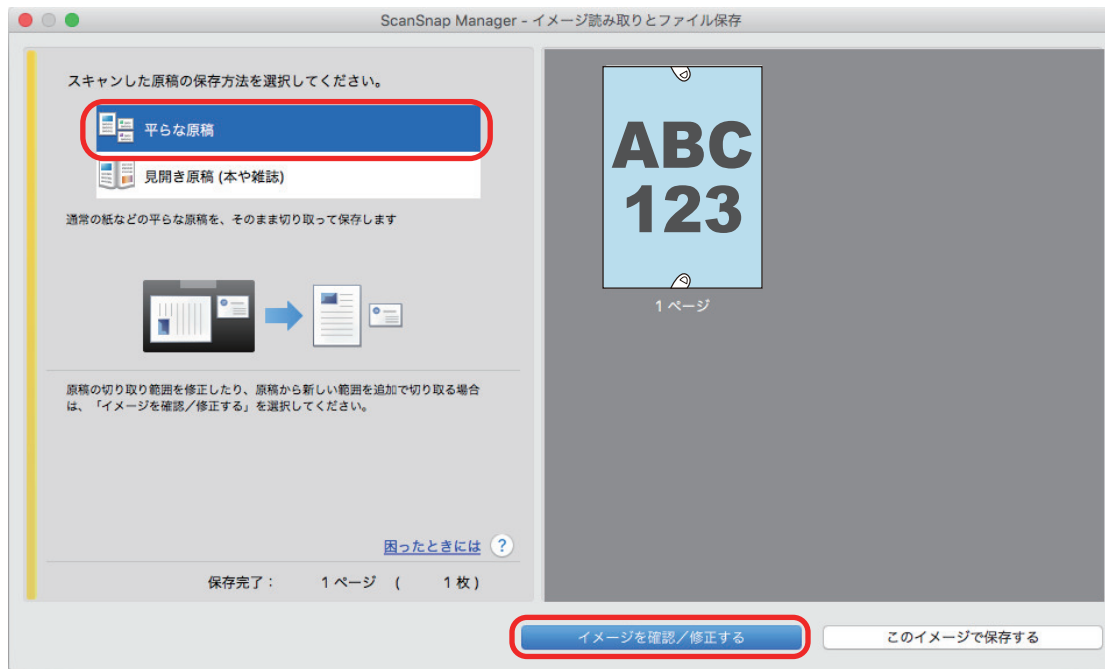 ScanSnap Manager - イメージ読み取りとファイル保存
スキャンした原稿の保存方法を選択してください。
平らな原稿
見開き原稿 (本や雑誌)
通常の紙などの平らな原稿を、そのまま切り取って保存します
原稿の切り取り範囲を修正したり、原稿から新しい範囲を追加で切り取る場合
は、「イメージを確認／修正する」を選択してください。
困ったときには ?
保存完了： 1 ページ ( 1 枚 )
ABC
123
1 ページ
イメージを確認／修正する
このイメージで保存する